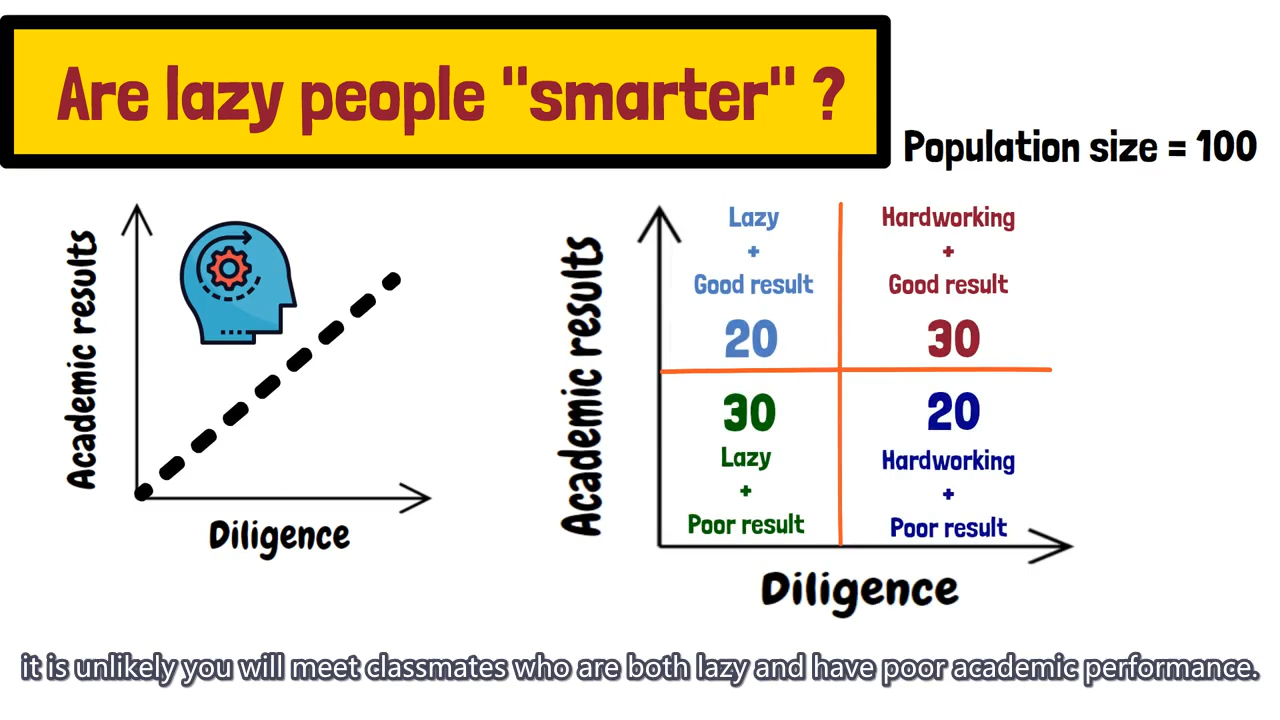 Are lazy people "smarter" ?
Population size = 100
Academic results
Diligence
Academic results
Lazy
+
Good result
20
Hardworking
+
Good result
30
30
Lazy
+
Poor result
20
Hardworking
+
Poor result
Diligence
it is unlikely you will meet classmates who are both lazy and have poor academic performance.